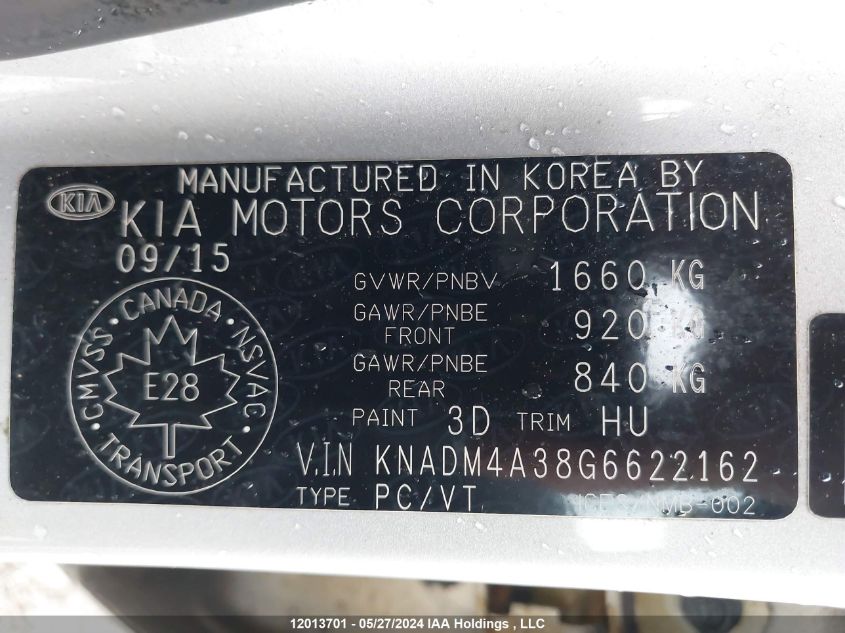 MANUFACTURED IN KOREA BY
KIA
KIA MOTORS CORPORATION
09/15
GVWR/PNBV 1660 KG
GAWR/PNBE FRONT 920 KG
GAWR/PNBE REAR 840 KG
PAINT 3D TRIM HU
V.I.N KNADM4A38G6622162
TYPE PC/VT
CANADA · NSVAC · TRANSPORT · CMVSS
E28
12013701 - 05/27/2024 IAA Holdings, Inc.